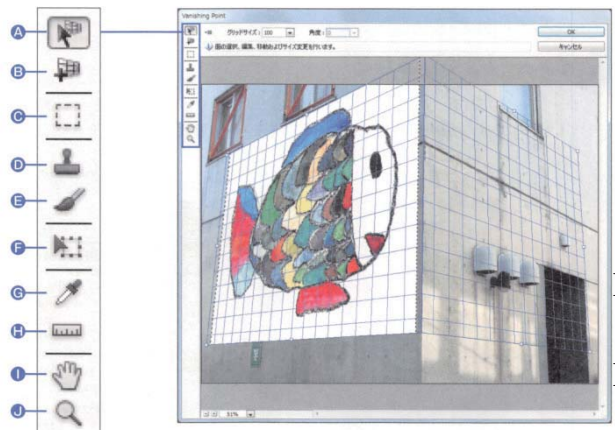 A
B
C
D
E
F
G
H
I
J
Vanishing Point
グリッドサイズ: 100
角度:
OK
面の選択、編集、移動およびサイズ変更を行います。
キャンセル
51%